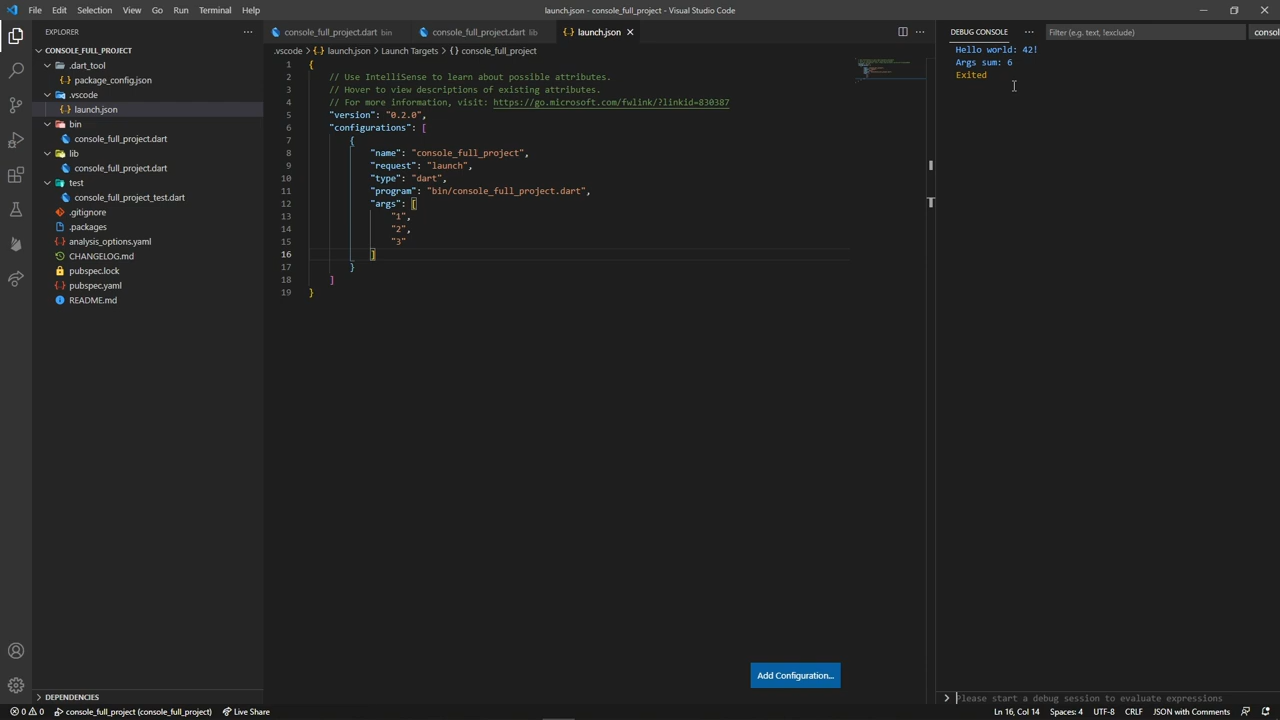 File Edit Selection View Go Run Terminal Help
launch.json - console_full_project - Visual Studio Code
EXPLORER
CONSOLE_FULL_PROJECT
.dart_tool
package_config.json
.vscode
launch.json
bin
console_full_project.dart
lib
console_full_project.dart
test
console_full_project_test.dart
.gitignore
.packages
analysis_options.yaml
CHANGELOG.md
pubspec.lock
pubspec.yaml
README.md
DEPENDENCIES
console_full_project.dart bin
console_full_project.dart lib
launch.json
.vscode > launch.json > Launch Targets > {} console_full_project
1 {
2 // Use IntelliSense to learn about possible attributes.
3 // Hover to view descriptions of existing attributes.
4 // For more information, visit: https://go.microsoft.com/fwlink/?linkid=830387
5 "version": "0.2.0",
6 "configurations": [
7 {
8 "name": "console_full_project",
9 "request": "launch",
10 "type": "dart",
11 "program": "bin/console_full_project.dart",
12 "args": [
13 "1",
14 "2",
15 "3"
16 ]
17 }
18 ]
19 }
Add Configuration...
DEBUG CONSOLE
Filter (e.g. text, !exclude)
consol
Hello world: 42!
Args sum: 6
Exited
Please start a debug session to evaluate expressions
0 0 console_full_project (console_full_project) Live Share
Ln 16, Col 14 Spaces: 4 UTF-8 CRLF JSON with Comments